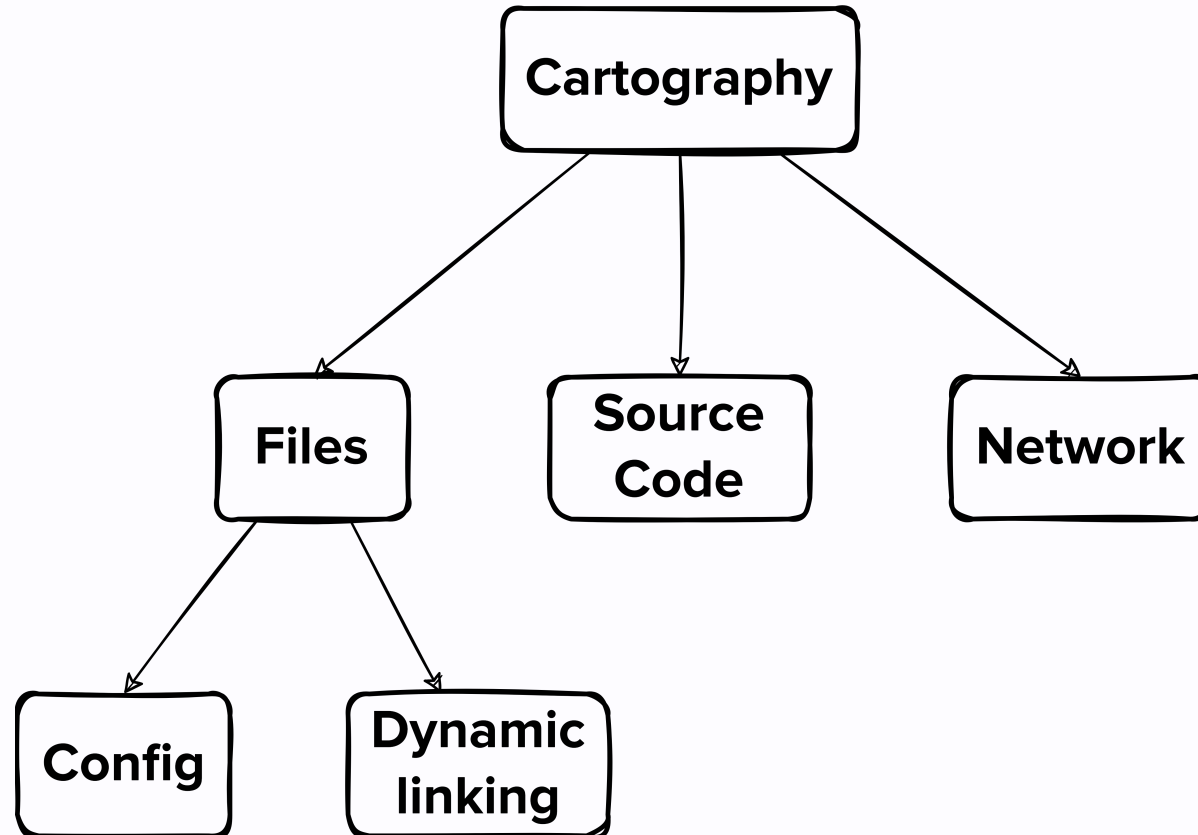 Cartography
Files
Source
Code
Network
Config
Dynamic
linking